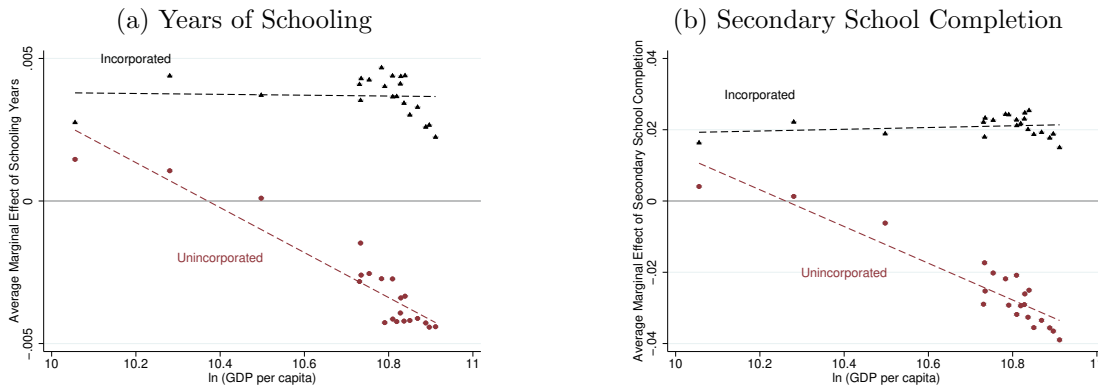 (a) Years of Schooling
Average Marginal Effect of Schooling Years
.005
0
-.005
Incorporated
Unincorporated
10
10.2
10.4
10.6
10.8
11
ln (GDP per capita)
(b) Secondary School Completion
Average Marginal Effect of Secondary School Completion
.04
.02
0
-.02
-.04
Incorporated
Unincorporated
10
10.2
10.4
10.6
10.8
11
ln (GDP per capita)